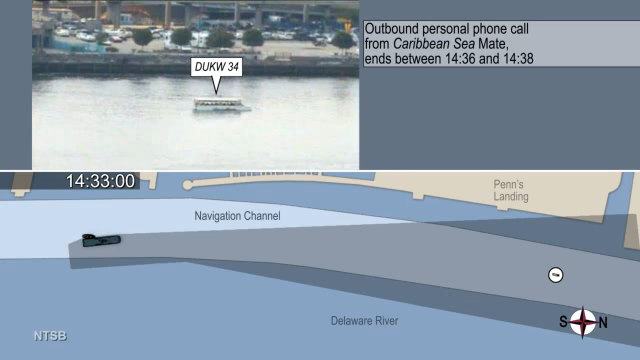 DUKW 34
Outbound personal phone call
from Caribbean Sea Mate,
ends between 14:36 and 14:38
14:33:00
Penn's
Landing
Navigation Channel
Delaware River
S N
NTSB